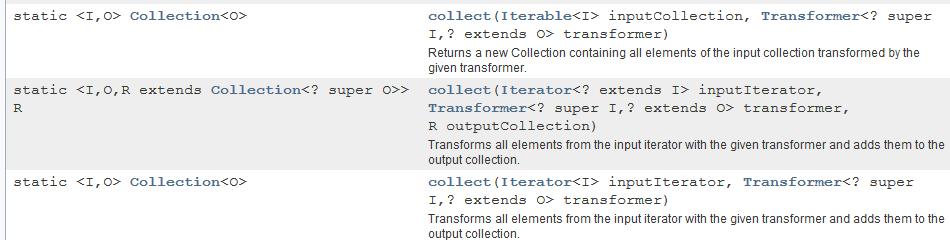 static <I,O> Collection<O> collect(Iterable<I> inputCollection, Transformer<? super
I,? extends O> transformer)
Returns a new Collection containing all elements of the input collection transformed by the
given transformer.
static <I,O,R extends Collection<? super O>> collect(Iterator<? extends I> inputIterator,
R Transformer<? super I,? extends O> transformer,
R outputCollection)
Transforms all elements from the input iterator with the given transformer and adds them to the
output collection.
static <I,O> Collection<O> collect(Iterator<I> inputIterator, Transformer<? super
I,? extends O> transformer)
Transforms all elements from the input iterator with the given transformer and adds them to the
output collection.